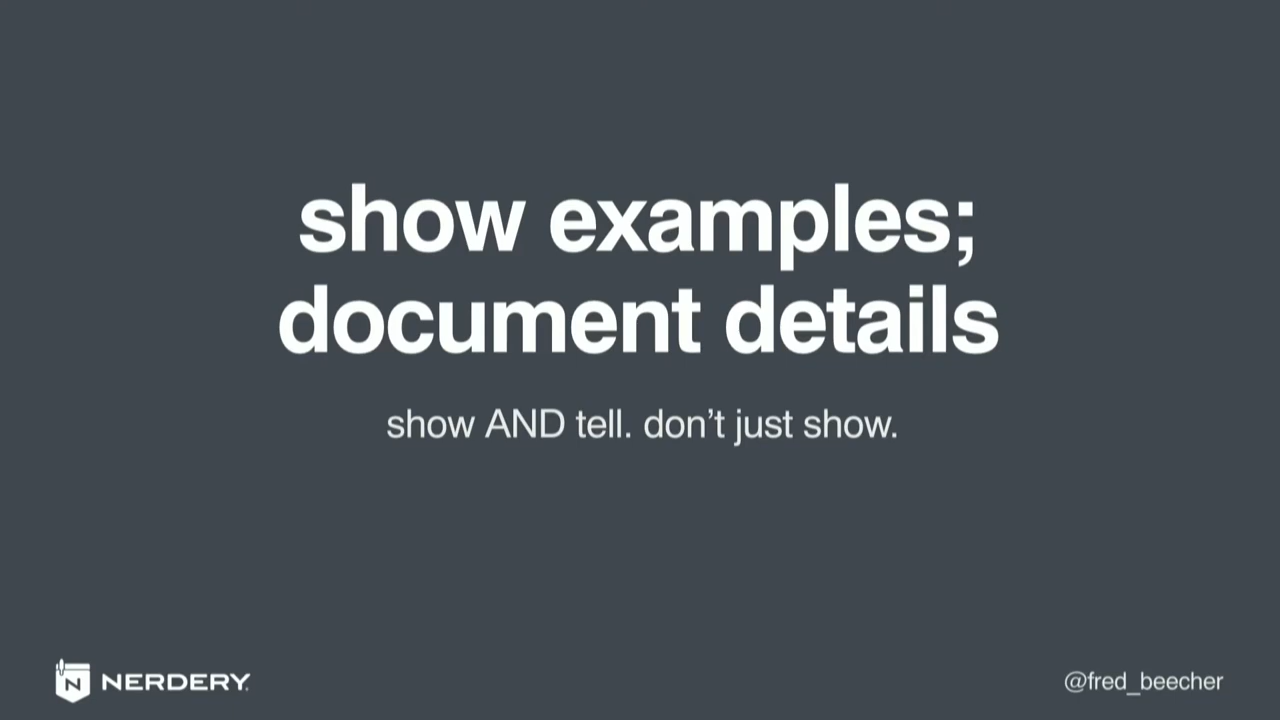 show examples;
document details
show AND tell. don’t just show.
N NERDERY
@fred_beecher